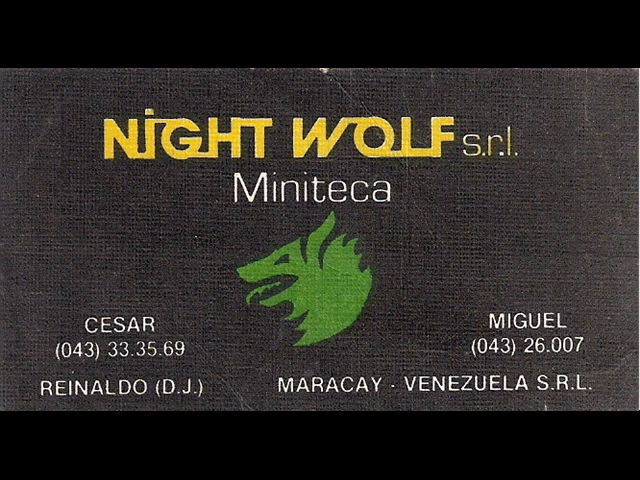 NiGHT WOLF s.r.l.
Miniteca
CESAR
(043) 33.35.69
MIGUEL
(043) 26.007
REINALDO (D.J.)
MARACAY - VENEZUELA S.R.L.